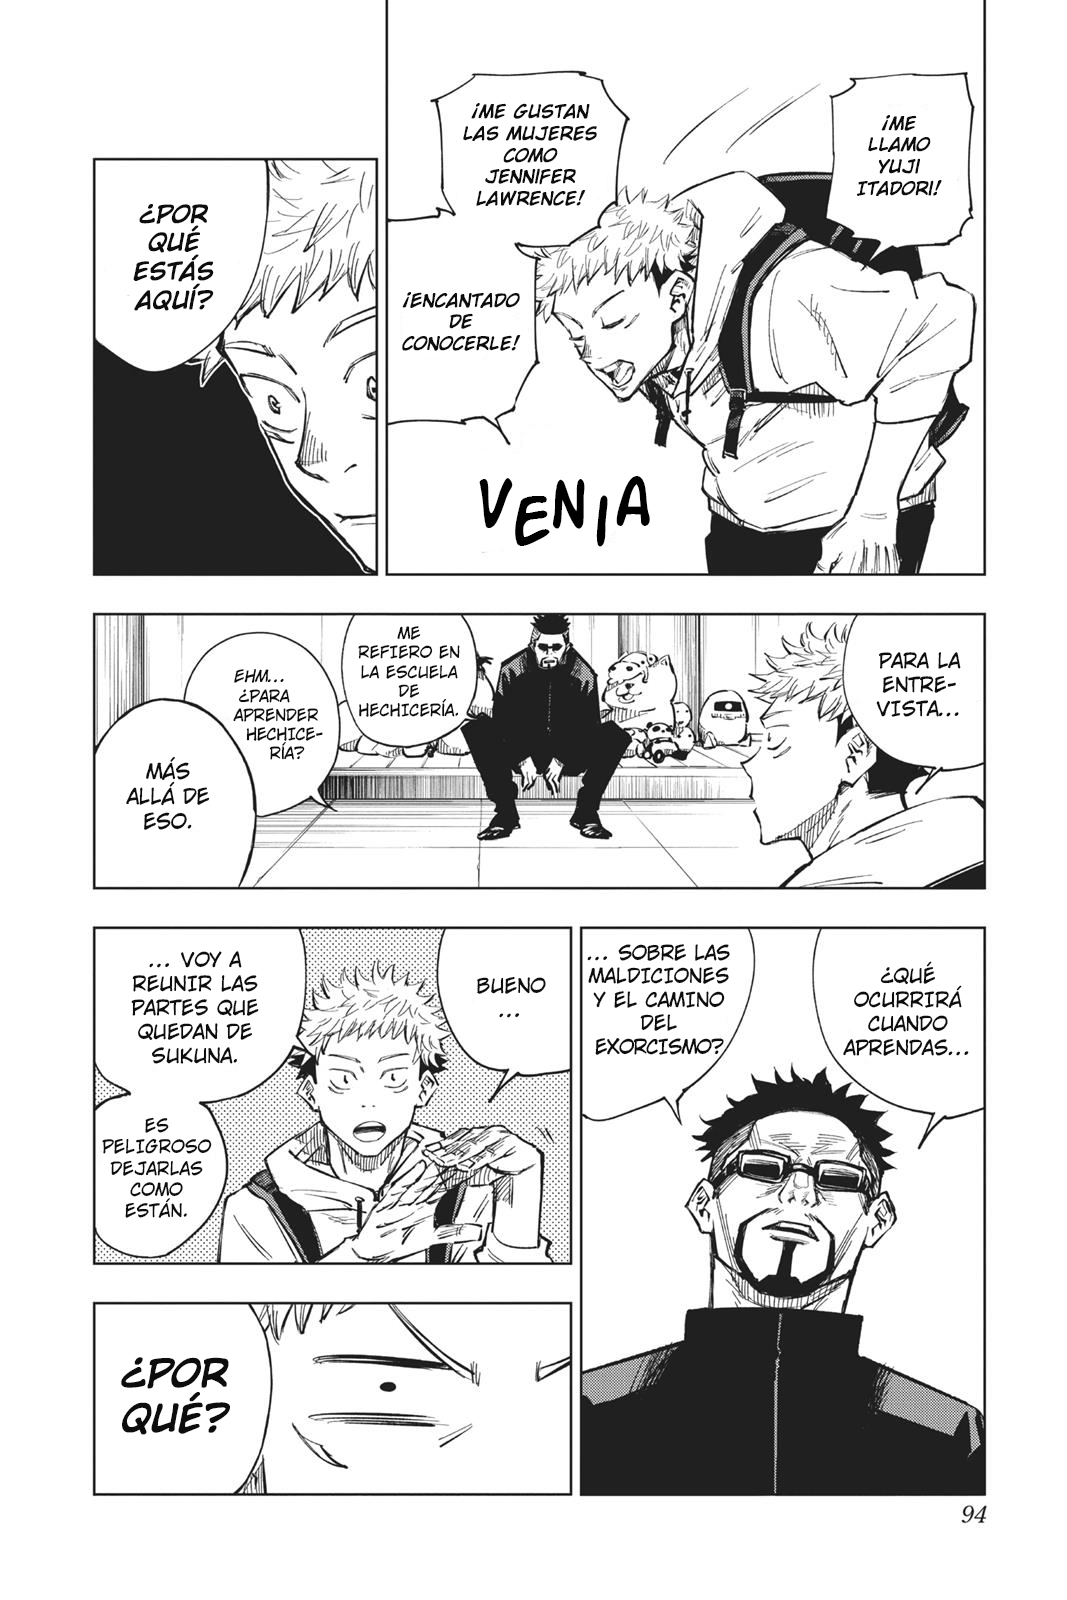 ¡ME
LLAMO
YUJI
ITADORI!
¡ME GUSTAN
LAS MUJERES
COMO
JENNIFER
LAWRENCE!
¡ENCANTADO
DE
CONOCERLE!
VENIA
¿POR
QUÉ
ESTÁS
AQUÍ?
PARA LA
ENTRE-
VISTA...
ME
REFIERO EN
LA ESCUELA
DE
HECHICERÍA.
EHM...
¿PARA
APRENDER
HECHICE-
RÍA?
MÁS
ALLÁ DE
ESO.
¿QUÉ
OCURRIRÁ
CUANDO
APRENDAS...
... SOBRE LAS
MALDICIONES
Y EL CAMINO
DEL
EXORCISMO?
BUENO
...
... VOY A
REUNIR LAS
PARTES QUE
QUEDAN DE
SUKUNA.
ES
PELIGROSO
DEJARLAS
COMO
ESTÁN.
¿POR
QUÉ?
94